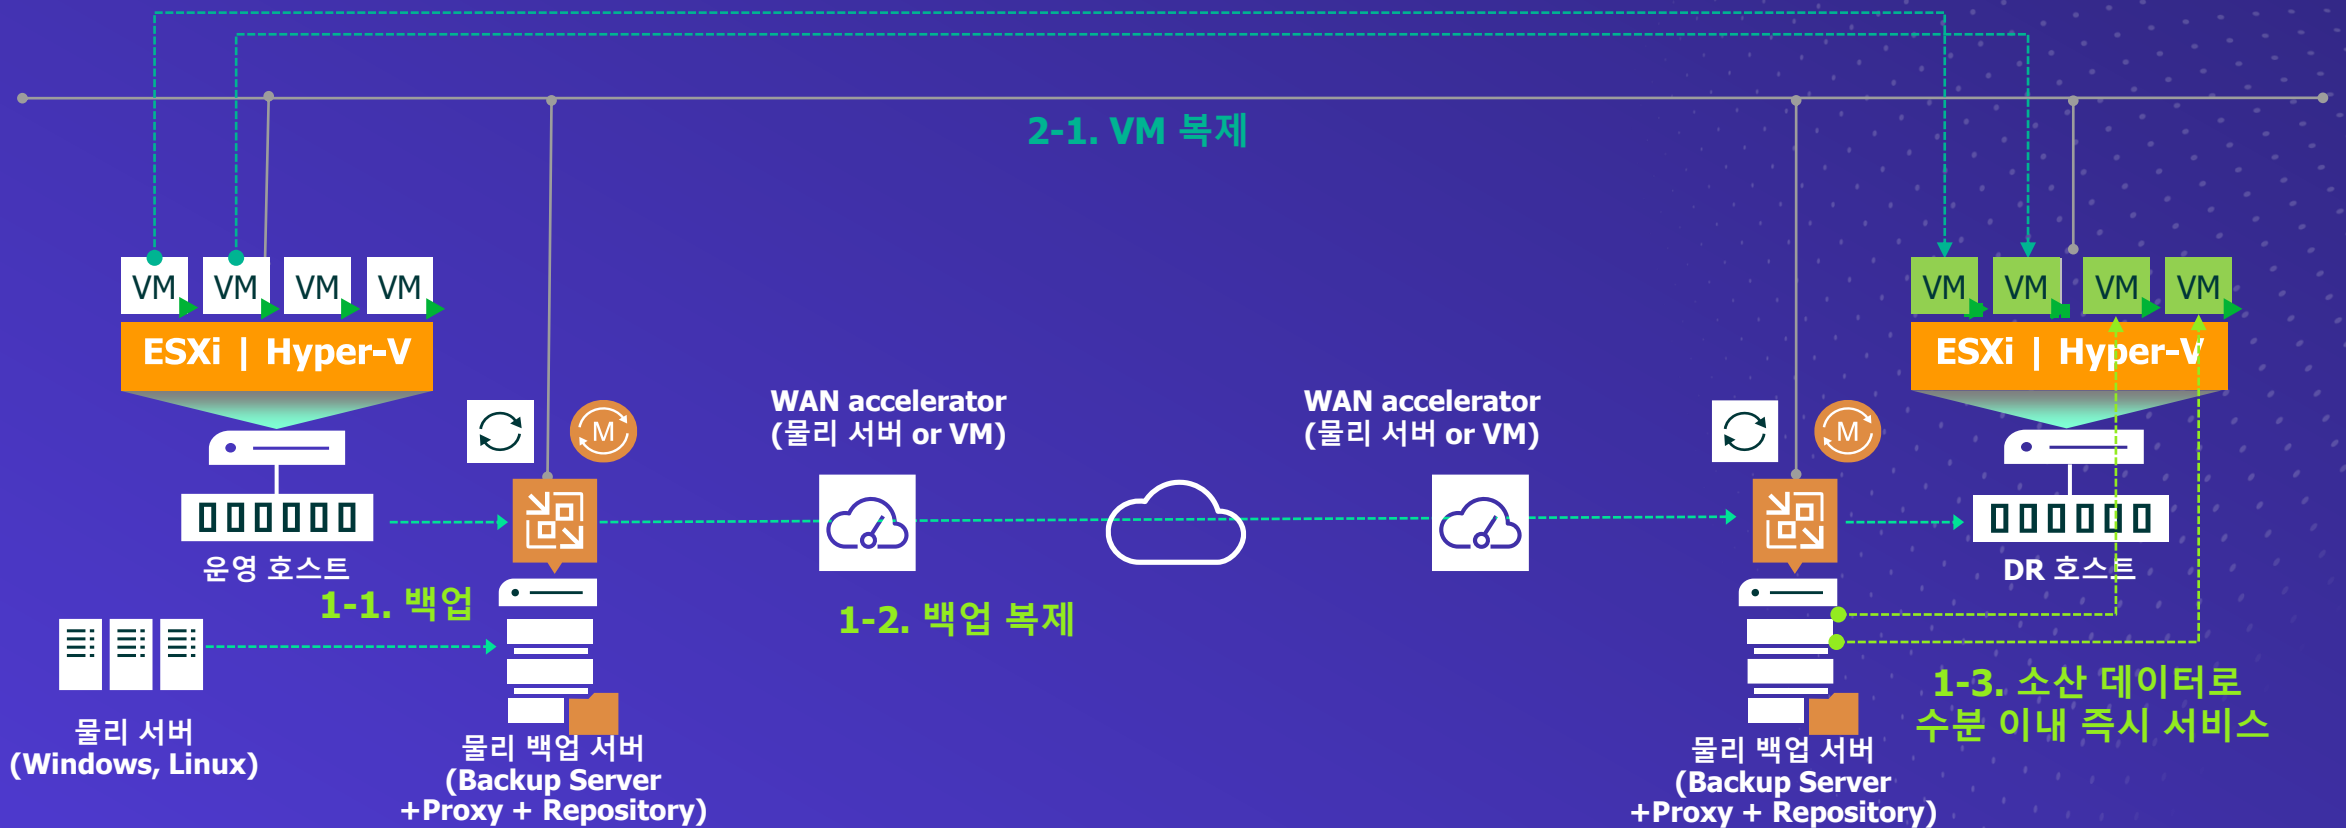 2-1. VM 복제
VM
VM
VM
VM
ESXi | Hyper-V
VM
VM
VM
VM
ESXi | Hyper-V
WAN accelerator
(물리 서버 or VM)
WAN accelerator
(물리 서버 or VM)
M
M
운영 호스트
DR 호스트
1-1. 백업
1-2. 백업 복제
1-3. 소산 데이터로
수분 이내 즉시 서비스
물리 서버
(Windows, Linux)
물리 백업 서버
(Backup Server
+Proxy + Repository)
물리 백업 서버
(Backup Server
+Proxy + Repository)